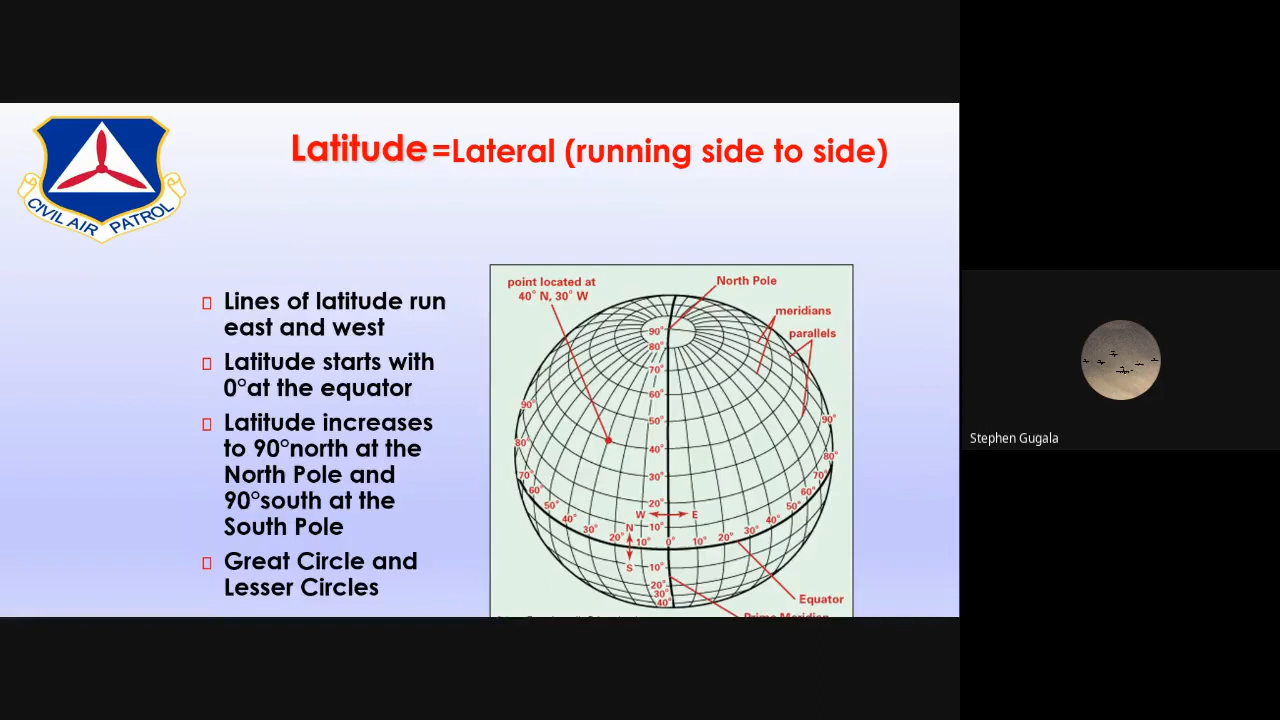 Latitude =Lateral (running side to side)
CIVIL AIR PATROL
Lines of latitude run
east and west
Latitude starts with
0°at the equator
Latitude increases
to 90°north at the
North Pole and
90°south at the
South Pole
Great Circle and
Lesser Circles
point located at
40° N, 30° W
North Pole
meridians
parallels
90°
80°
70°
60°
50°
40°
30°
20°
10°
90°
80°
70°
60°
50°
40°
30°
20°
10°
0°
10°
20°
30°
40°
50°
60°
70°
80°
90°
W
E
N
S
10°
20°
30°
40°
Equator
Prime Meridian
Stephen Gugala